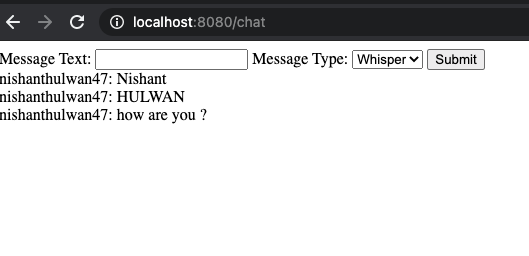 localhost:8080/chat
Message Text: Message Type: Whisper Submit
nishanthulwan47: Nishant
nishanthulwan47: HULWAN
nishanthulwan47: how are you ?